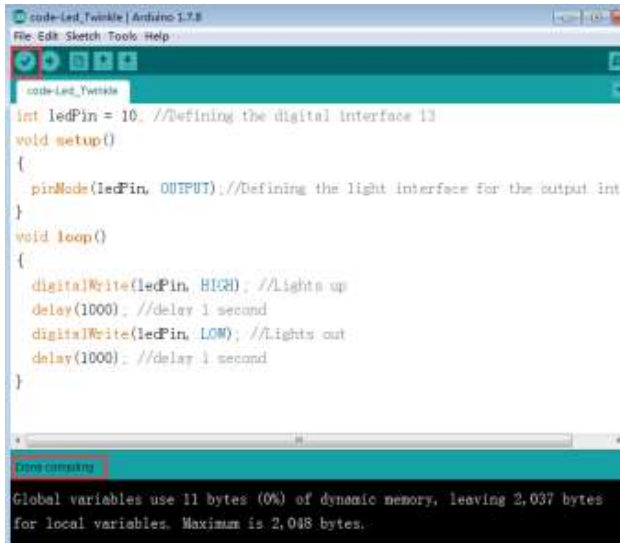 code-Led_Twinkle | Arduino 1.7.8
File Edit Sketch Tools Help
code-Led_Twinkle
int ledPin = 10; //Defining the digital interface 13
void setup()
{
pinMode(ledPin, OUTPUT);//Defining the light interface for the output int
}
void loop()
{
digitalWrite(ledPin, HIGH); //Lights up
delay(1000); //delay 1 second
digitalWrite(ledPin, LOW); //Lights out
delay(1000); //delay 1 second
}
Done compiling
Global variables use 11 bytes (0%) of dynamic memory, leaving 2,037 bytes
for local variables. Maximum is 2,048 bytes.